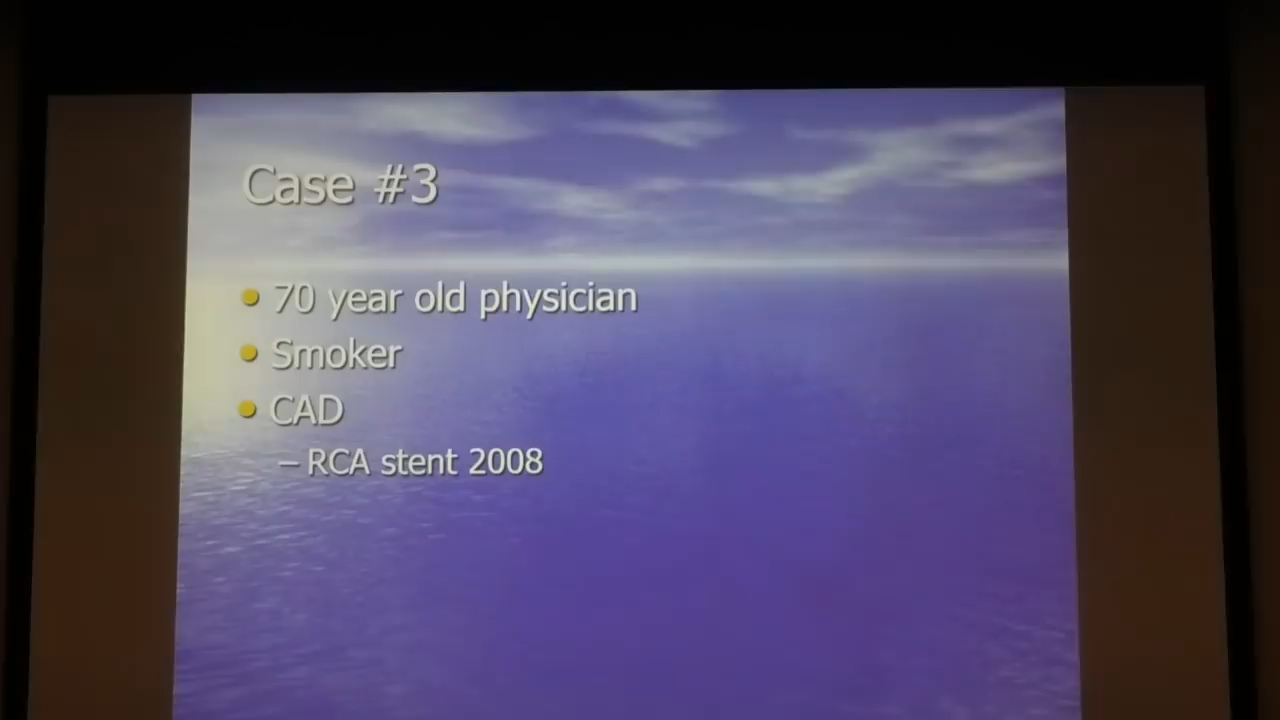 Case #3
• 70 year old physician
• Smoker
• CAD
– RCA stent 2008